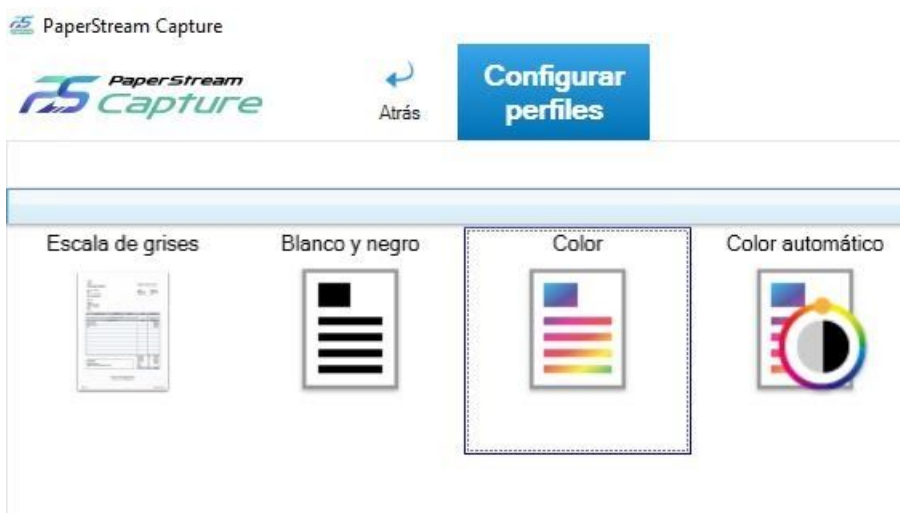 PaperStream Capture
PaperStream
Capture
Atrás
Configurar
perfiles
Escala de grises
Blanco y negro
Color
Color automático